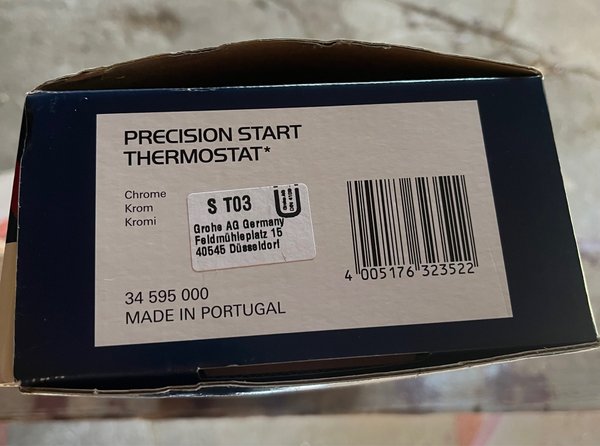 PRECISION START
THERMOSTAT*
Chrome
Krom
Kromi
S T03
Grohe AG Germany
Feldmühleplatz 15
40545 Düsseldorf
4 005176 323522
34 595 000
MADE IN PORTUGAL